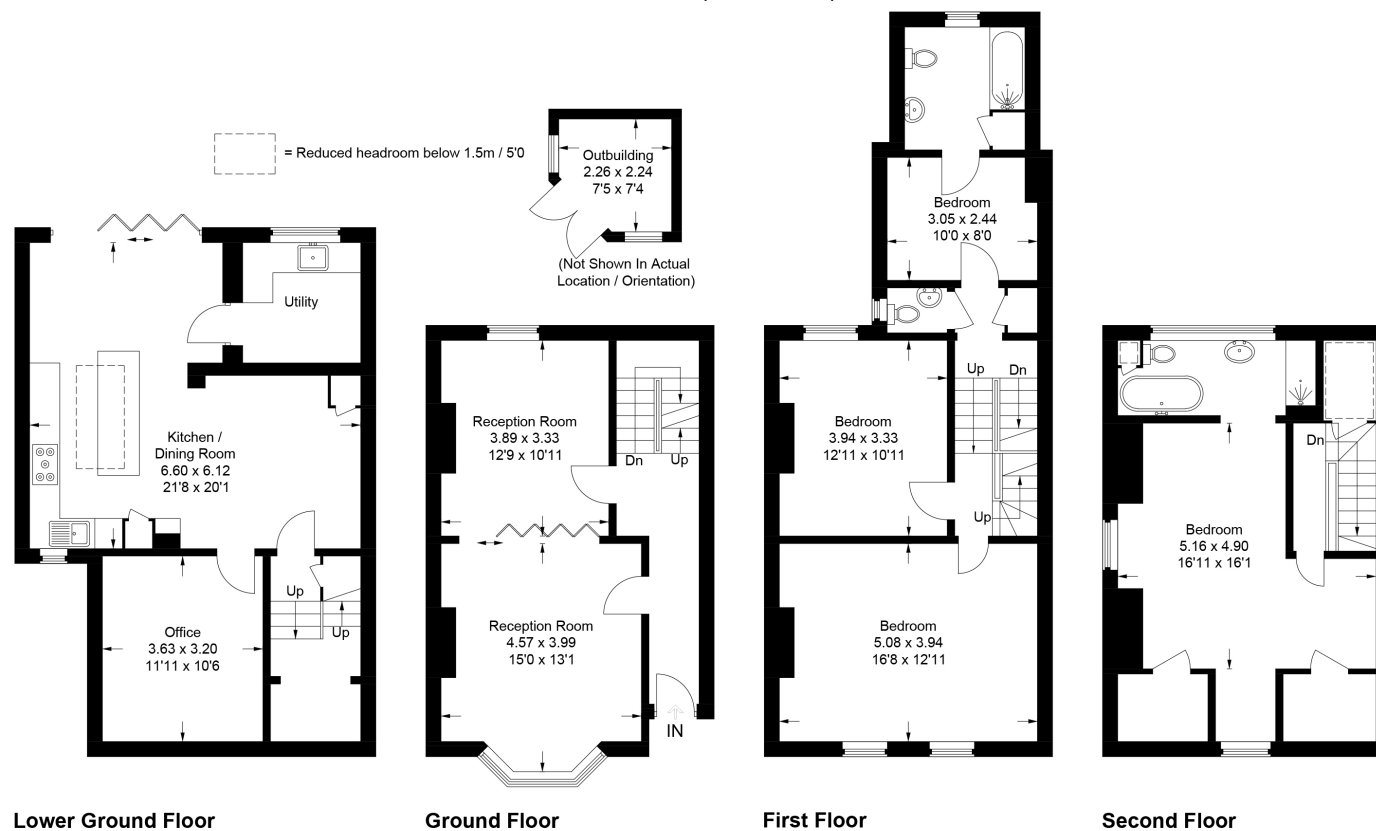 = Reduced headroom below 1.5m / 5'0
Outbuilding
2.26 x 2.24
7'5 x 7'4
(Not Shown In Actual
Location / Orientation)
Utility
Kitchen /
Dining Room
6.60 x 6.12
21'8 x 20'1
Up
Up
Office
3.63 x 3.20
11'11 x 10'6
Lower Ground Floor
Reception Room
3.89 x 3.33
12'9 x 10'11
Dn
Up
Reception Room
4.57 x 3.99
15'0 x 13'1
IN
Ground Floor
Bedroom
3.05 x 2.44
10'0 x 8'0
Up
Dn
Bedroom
3.94 x 3.33
12'11 x 10'11
Up
Bedroom
5.08 x 3.94
16'8 x 12'11
First Floor
Dn
Bedroom
5.16 x 4.90
16'11 x 16'1
Second Floor